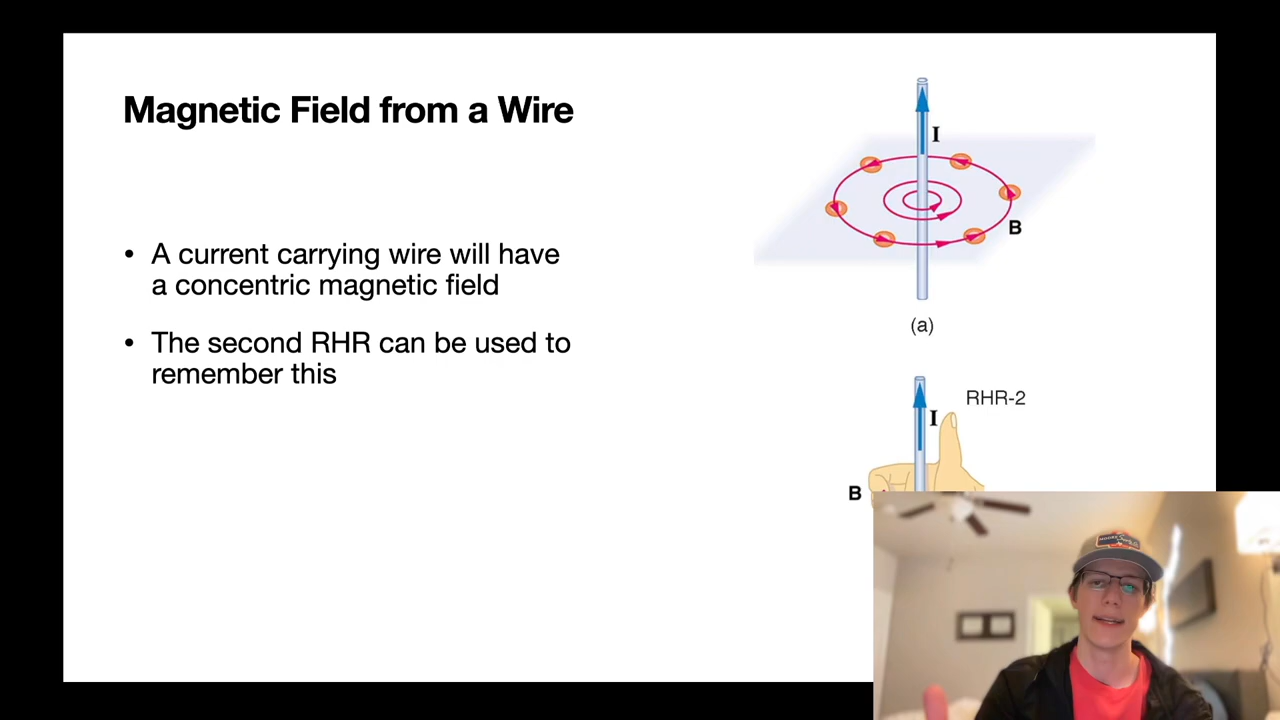 Magnetic Field from a Wire
• A current carrying wire will have
a concentric magnetic field
• The second RHR can be used to
remember this
I
B
(a)
RHR-2
I
B